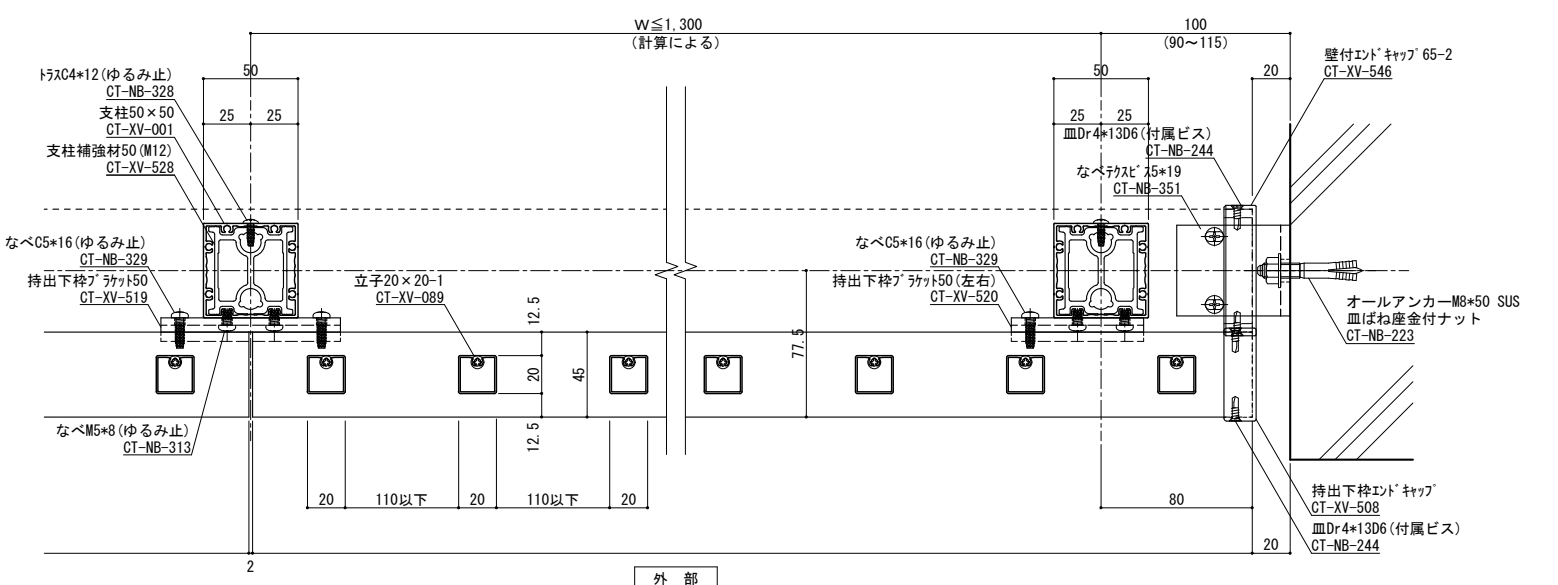 W≦1,300
(計算による)
100
(90～115)
壁付ｴﾝﾄﾞｷｬｯﾌﾟ65-2
CT-XV-546
ﾄﾗｽC4*12(ゆるみ止)
CT-NB-328
50
50
20
支柱50×50
CT-XV-001
25
25
25
25
皿Dr4*13D6(付属ビス)
CT-NB-244
支柱補強材50(M12)
CT-XV-528
なべﾃｸｽﾋﾞｽ5*19
CT-NB-351
なべC5*16(ゆるみ止)
CT-NB-329
なべC5*16(ゆるみ止)
CT-NB-329
持出下枠ﾌﾞﾗｹｯﾄ50
CT-XV-519
立子20×20-1
CT-XV-089
持出下枠ﾌﾞﾗｹｯﾄ50(左右)
CT-XV-520
オールアンカーM8*50 SUS
皿ばね座金付ナット
CT-NB-223
12.5
77.5
20
45
12.5
なべM5*8(ゆるみ止)
CT-NB-313
20
110以下
20
110以下
20
80
持出下枠ｴﾝﾄﾞｷｬｯﾌﾟ
CT-XV-508
皿Dr4*13D6(付属ビス)
CT-NB-244
20
2
外 部